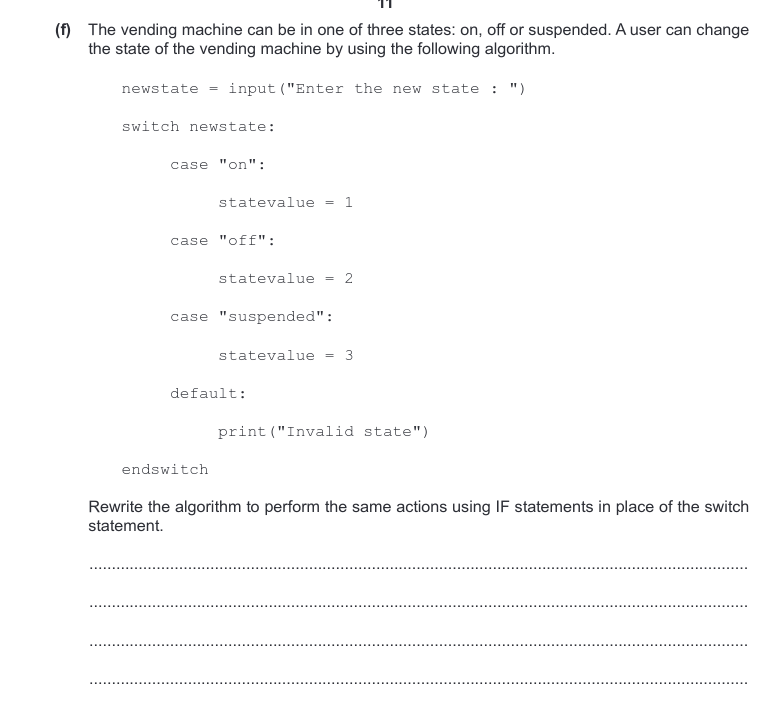 11
(f) The vending machine can be in one of three states: on, off or suspended. A user can change
the state of the vending machine by using the following algorithm.
newstate = input("Enter the new state : ")
switch newstate:
case "on":
statevalue = 1
case "off":
statevalue = 2
case "suspended":
statevalue = 3
default:
print("Invalid state")
endswitch
Rewrite the algorithm to perform the same actions using IF statements in place of the switch
statement.